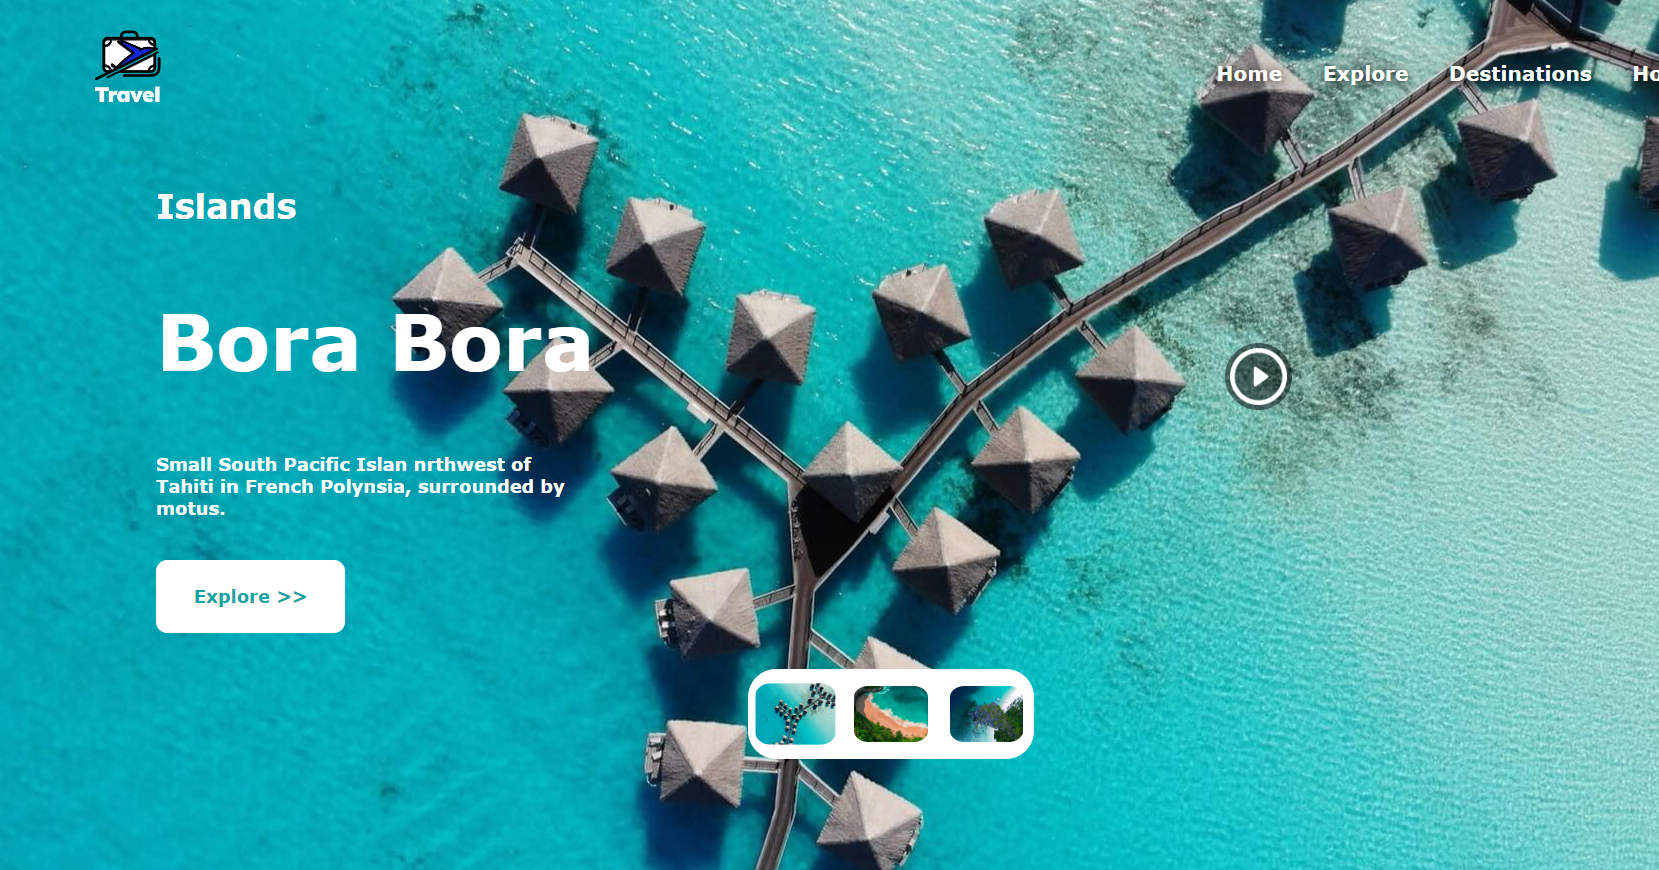 Travel
Home Explore Destinations Ho
Islands
Bora Bora
Small South Pacific Islan nrthwest of
Tahiti in French Polynsia, surrounded by
motus.
Explore >>